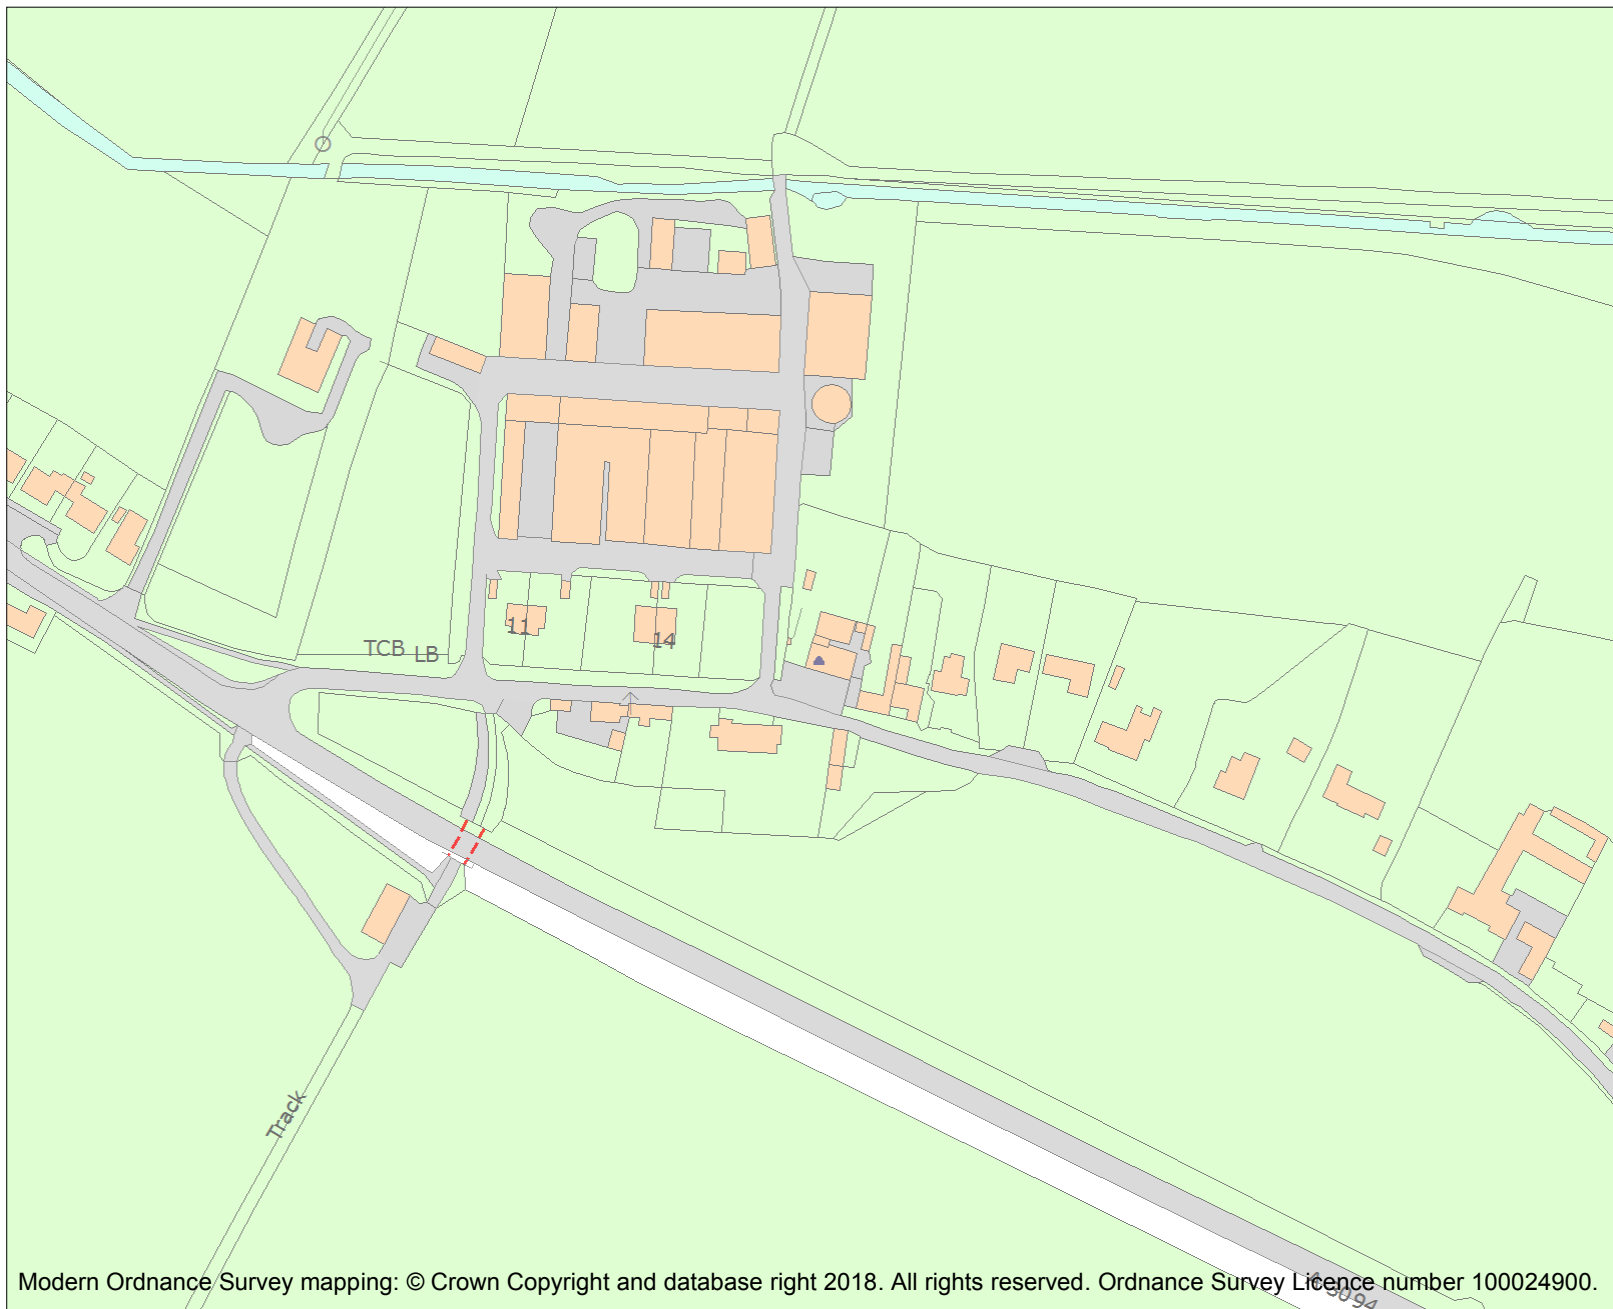 11
14
TCB LB
Track
Modern Ordnance Survey mapping: © Crown Copyright and database right 2018. All rights reserved. Ordnance Survey Licence number 100024900.
A 3094